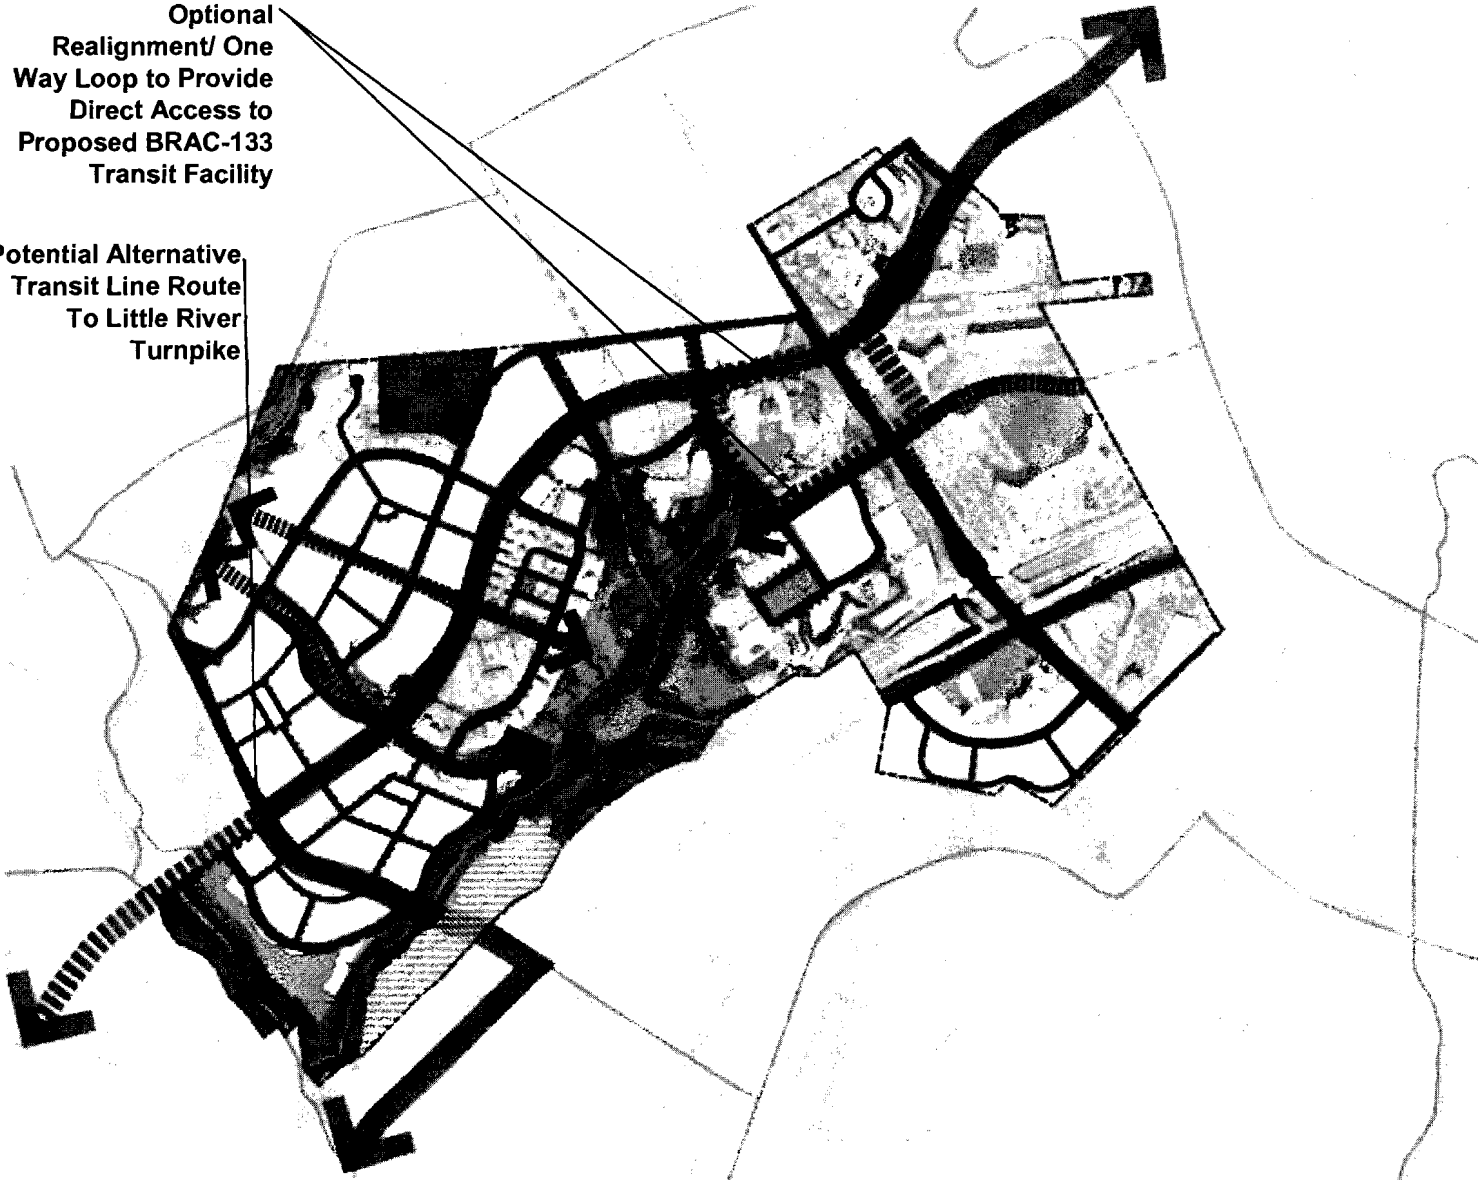 Optional
Realignment/ One
Way Loop to Provide
Direct Access to
Proposed BRAC-133
Transit Facility
Potential Alternative
Transit Line Route
To Little River
Turnpike